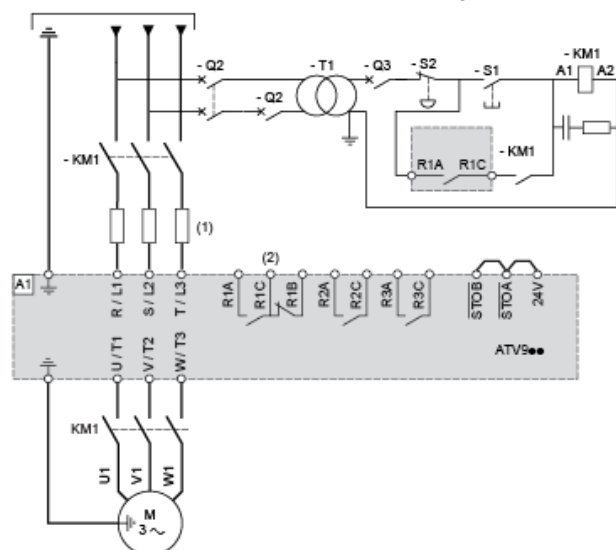 - Q2
- T1
- Q3
- S2
- S1
- KM1
A1
A2
- Q2
- KM1
R1A
R1C
- KM1
(1)
(2)
A1
R / L1
S / L2
T / L3
R1A
R1C
R1B
R2A
R2C
R3A
R3C
STOB
STOA
24V
ATV9●●
U / T1
V / T2
W / T3
KM1
U1
V1
W1
M
3 ~